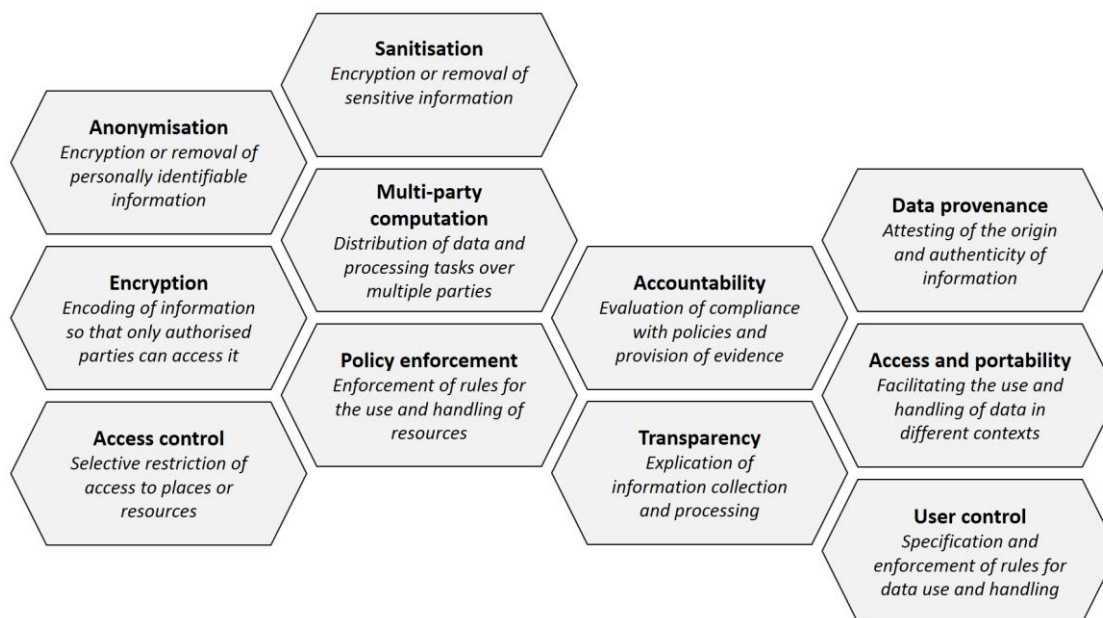 Sanitisation
Encryption or removal of
sensitive information
Anonymisation
Encryption or removal of
personally identifiable
information
Multi-party
computation
Distribution of data and
processing tasks over
multiple parties
Data provenance
Attesting of the origin
and authenticity of
information
Encryption
Encoding of information
so that only authorised
parties can access it
Accountability
Evaluation of compliance
with policies and
provision of evidence
Policy enforcement
Enforcement of rules for
the use and handling of
resources
Access and portability
Facilitating the use and
handling of data in
different contexts
Access control
Selective restriction of
access to places or
resources
Transparency
Explication of
information collection
and processing
User control
Specification and
enforcement of rules for
data use and handling